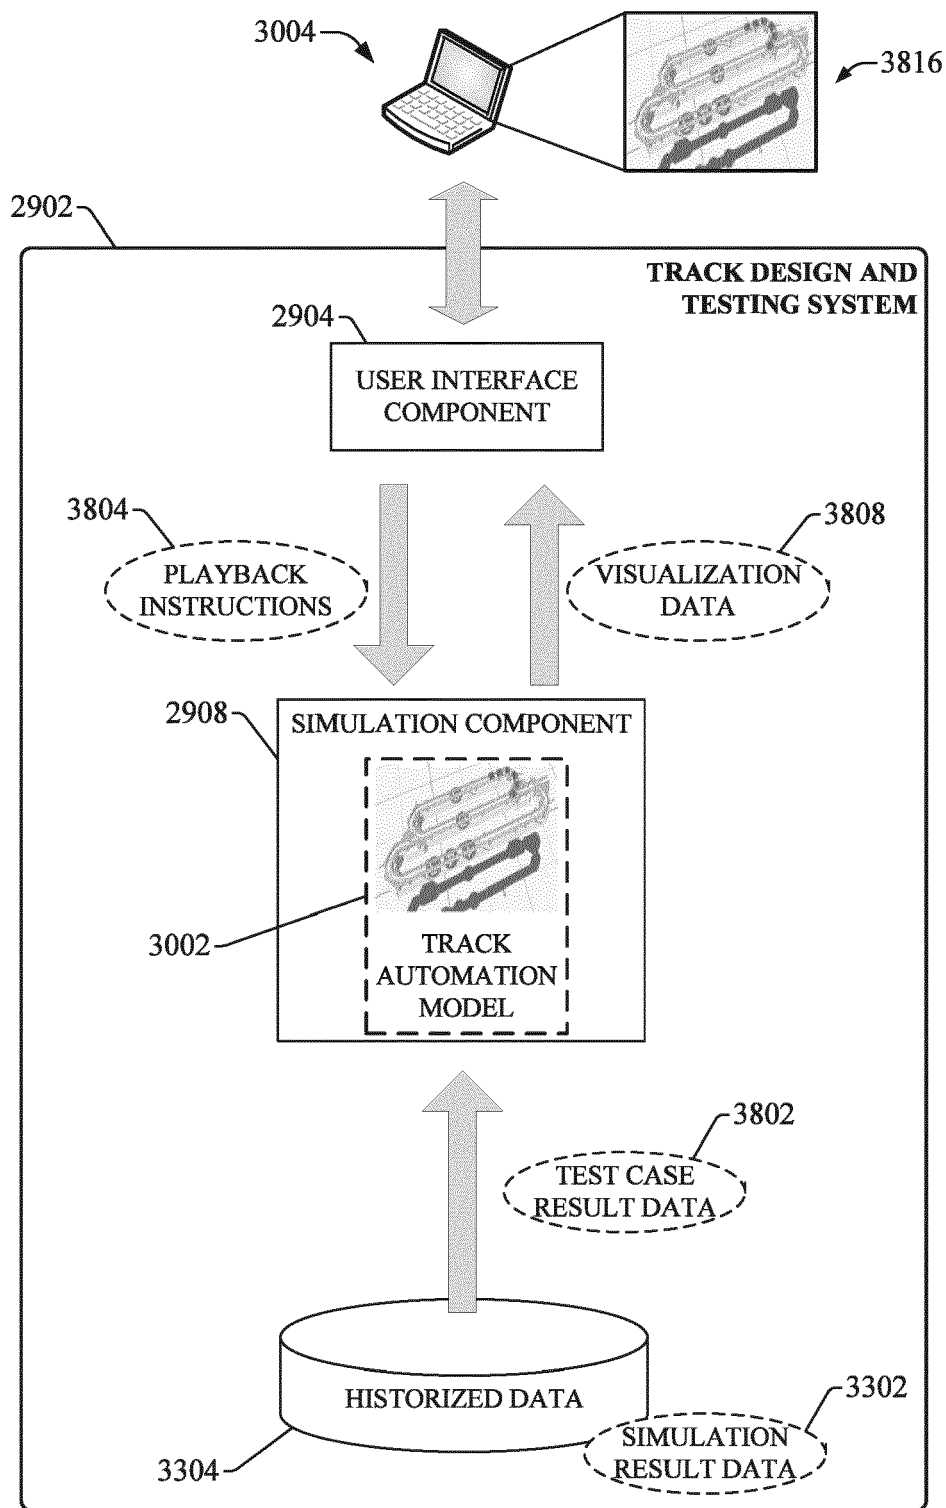 3004
3816
2902
TRACK DESIGN AND
TESTING SYSTEM
2904
USER INTERFACE
COMPONENT
3804
PLAYBACK
INSTRUCTIONS
3808
VISUALIZATION
DATA
2908
SIMULATION COMPONENT
3002
TRACK
AUTOMATION
MODEL
3802
TEST CASE
RESULT DATA
HISTORIZED DATA
3304
3302
SIMULATION
RESULT DATA